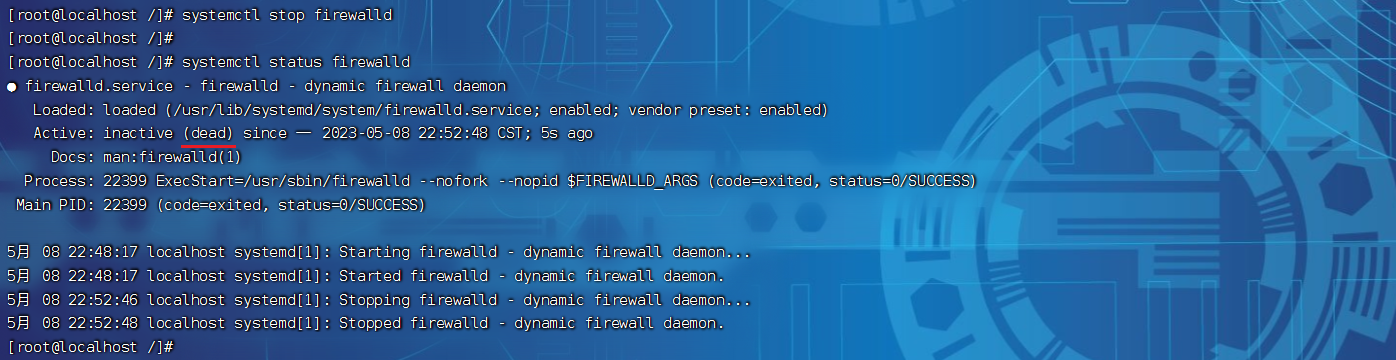 [root@localhost /]# systemctl stop firewalld
[root@localhost /]#
[root@localhost /]# systemctl status firewalld
● firewalld.service - firewalld - dynamic firewall daemon
Loaded: loaded (/usr/lib/systemd/system/firewalld.service; enabled; vendor preset: enabled)
Active: inactive (dead) since 一 2023-05-08 22:52:48 CST; 5s ago
Docs: man:firewalld(1)
Process: 22399 ExecStart=/usr/sbin/firewalld --nofork --nopid $FIREWALLD_ARGS (code=exited, status=0/SUCCESS)
Main PID: 22399 (code=exited, status=0/SUCCESS)
5月 08 22:48:17 localhost systemd[1]: Starting firewalld - dynamic firewall daemon...
5月 08 22:48:17 localhost systemd[1]: Started firewalld - dynamic firewall daemon.
5月 08 22:52:46 localhost systemd[1]: Stopping firewalld - dynamic firewall daemon...
5月 08 22:52:48 localhost systemd[1]: Stopped firewalld - dynamic firewall daemon.
[root@localhost /]#